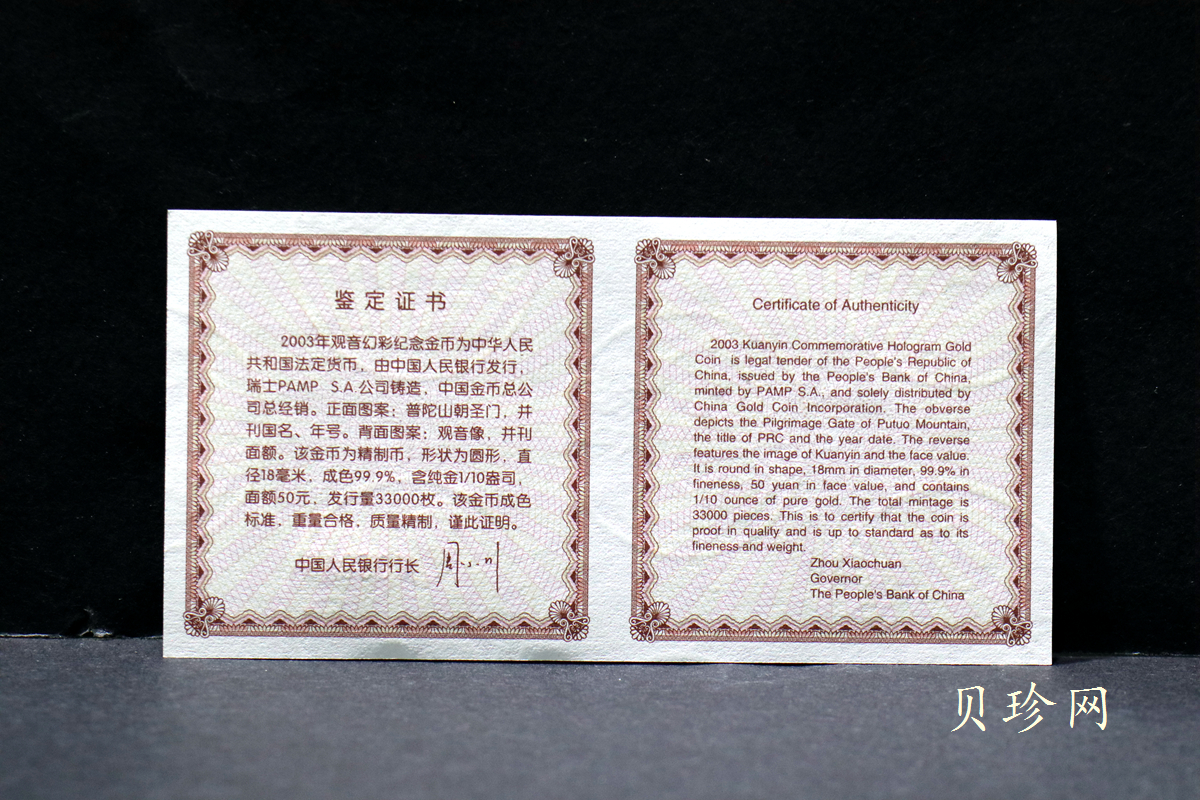 鉴定证书
2003年观音幻彩纪念金币为中华人民
共和国法定货币，由中国人民银行发行，
瑞士PAMP S.A公司铸造，中国金币总公
司总经销。正面图案：普陀山朝圣门，并
刊国名、年号。背面图案：观音像，并刊
面额。该金币为精制币，形状为圆形，直
径18毫米，成色99.9%，含纯金1/10盎司，
面额50元，发行量33000枚。该金币成色
标准，重量合格，质量精制，谨此证明。
中国人民银行行长 周小川
Certificate of Authenticity
2003 Kuanyin Commemorative Hologram Gold
Coin is legal tender of the People's Republic of
China, issued by the People's Bank of China,
minted by PAMP S.A., and solely distributed by
China Gold Coin Incorporation. The obverse
depicts the Pilgrimage Gate of Putuo Mountain,
the title of PRC and the year date. The reverse
features the image of Kuanyin and the face value.
It is round in shape, 18mm in diameter, 99.9% in
fineness, 50 yuan in face value, and contains
1/10 ounce of pure gold. The total mintage is
33000 pieces. This is to certify that the coin is
proof in quality and is up to standard as to its
fineness and weight.
Zhou Xiaochuan
Governor
The People's Bank of China
贝珍网